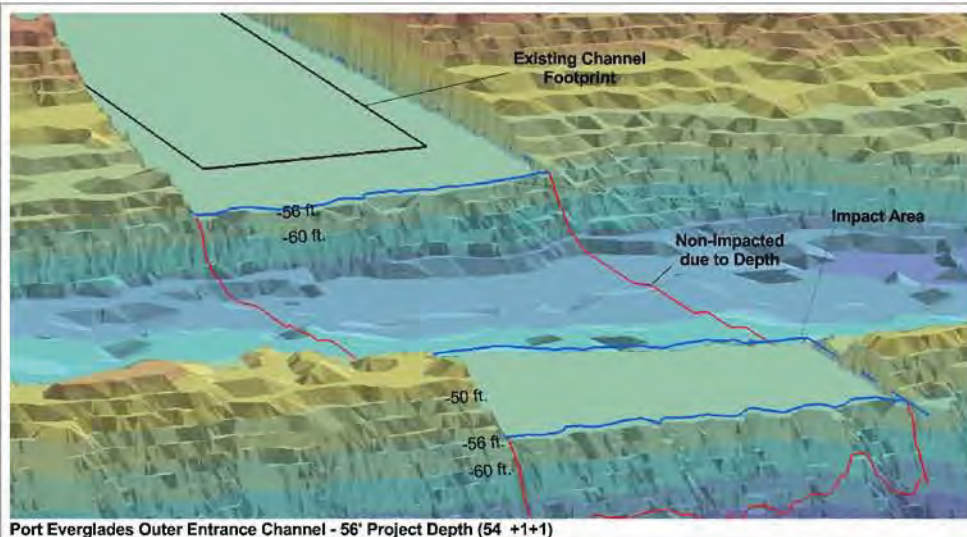 Existing Channel
Footprint
-56 ft.
-60 ft.
Impact Area
Non-Impacted
due to Depth
-50 ft.
-56 ft.
-60 ft.
Port Everglades Outer Entrance Channel - 56' Project Depth (54 +1+1)